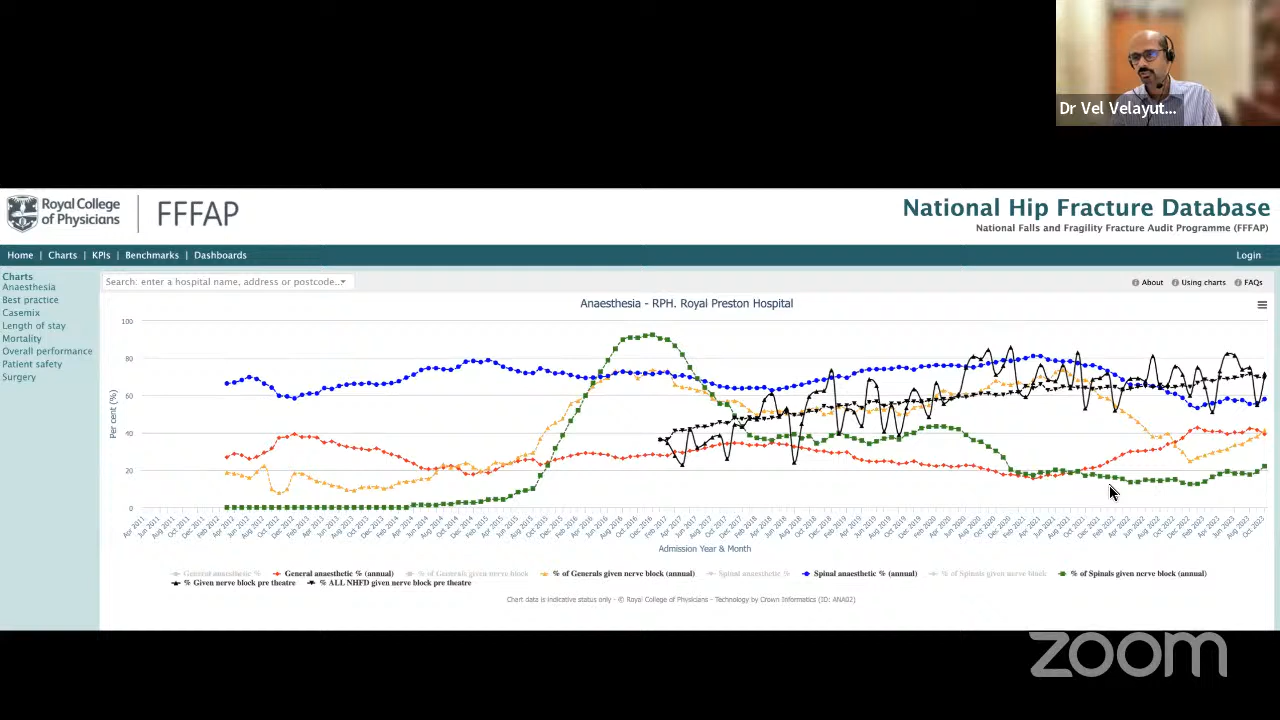 Dr Vel Velayut...
Royal College
of Physicians
FFFAP
National Hip Fracture Database
National Falls and Fragility Fracture Audit Programme (FFFAP)
Home | Charts | KPIs | Benchmarks | Dashboards
Login
Charts
Anaesthesia
Best practice
Casemix
Length of stay
Mortality
Overall performance
Patient safety
Surgery
Search: enter a hospital name, address or postcode..
About
Using charts
FAQs
Anaesthesia - RPH. Royal Preston Hospital
Per cent (%)
100
80
60
40
20
0
Admission Year & Month
General anaesthetic %
General anaesthetic % (annual)
% of Generals given nerve block
% of Generals given nerve block (annual)
Spinal anaesthetic %
Spinal anaesthetic % (annual)
% of Spinals given nerve block
% of Spinals given nerve block (annual)
% Given nerve block pre theatre
% ALL NHFD given nerve block pre theatre
Chart data is indicative status only - © Royal College of Physicians - Technology by Crown Informatics (ID: ANA02)
zoom